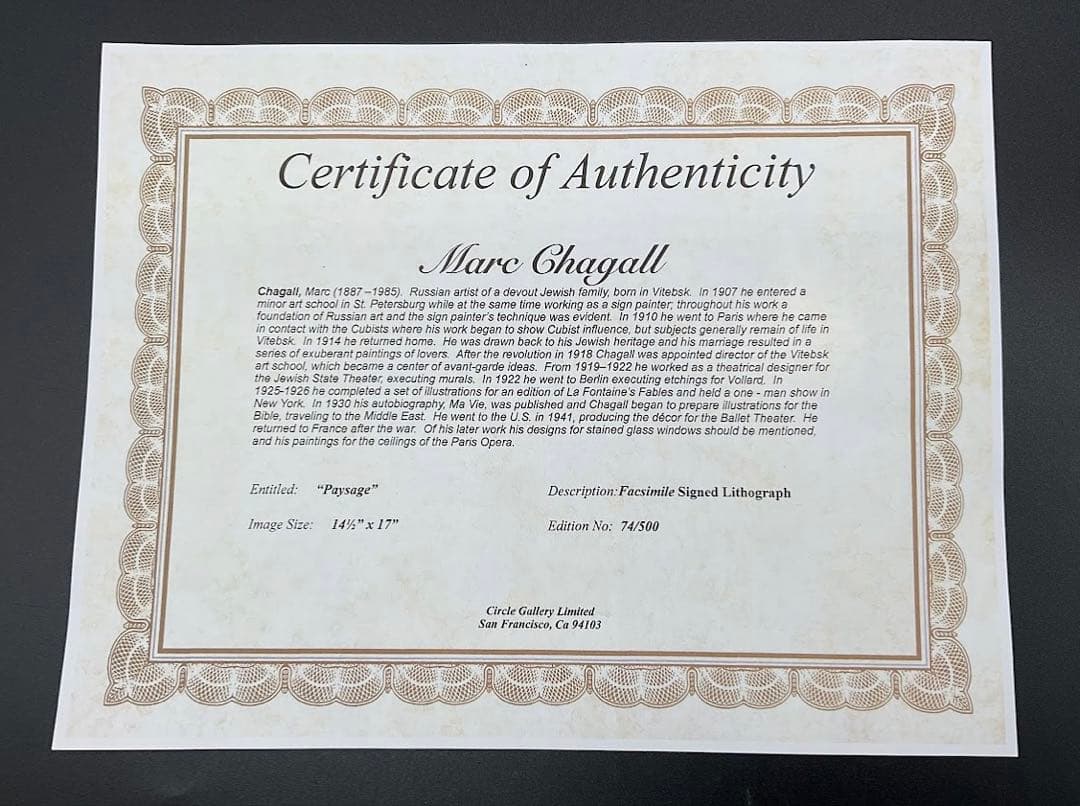 Certificate of Authenticity
Marc Chagall
Chagall, Marc (1887–1985). Russian artist of a devout Jewish family, born in Vitebsk. In 1907 he entered a
minor art school in St. Petersburg while at the same time working as a sign painter; throughout his work a
foundation of Russian art and the sign painter's technique was evident. In 1910 he went to Paris where he came
in contact with the Cubists where his work began to show Cubist influence, but subjects generally remain of life in
Vitebsk. In 1914 he returned home. He was drawn back to his Jewish heritage and his marriage resulted in a
series of exuberant paintings of lovers. After the revolution in 1918 Chagall was appointed director of the Vitebsk
art school, which became a center of avant-garde ideas. From 1919–1922 he worked as a theatrical designer for
the Jewish State Theater, executing murals. In 1922 he went to Berlin executing etchings for Vollard. In
1925-1926 he completed a set of illustrations for an edition of La Fontaine's Fables and held a one - man show in
New York. In 1930 his autobiography, Ma Vie, was published and Chagall began to prepare illustrations for the
Bible, traveling to the Middle East. He went to the U.S. in 1941, producing the décor for the Ballet Theater. He
returned to France after the war. Of his later work his designs for stained glass windows should be mentioned,
and his paintings for the ceilings of the Paris Opera.
Entitled: "Paysage" Description:Facsimile Signed Lithograph
Image Size: 14½" x 17" Edition No: 74/500
Circle Gallery Limited
San Francisco, Ca 94103